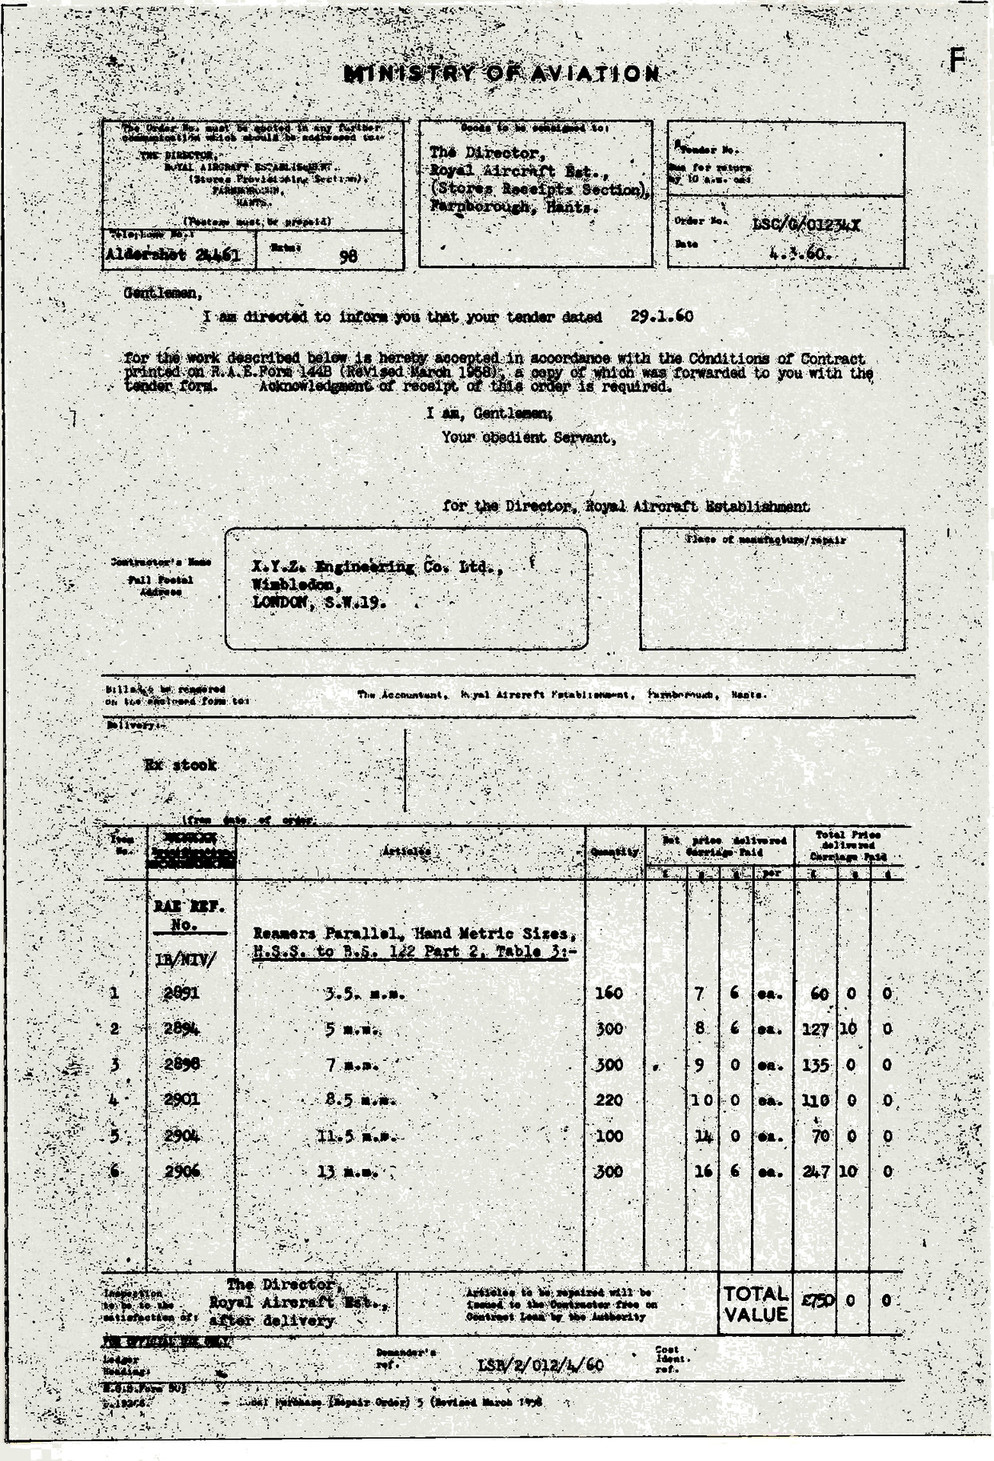 F
MINISTRY OF AVIATION
The Order No. must be quoted in any further
communication which should be addressed to:-
THE DIRECTOR,
ROYAL AIRCRAFT ESTABLISHMENT,
(Stores Provisioning Section),
FARNBOROUGH,
HANTS.
(Postage must be prepaid)
Telephone No.:
Aldershot 24461
Extn: 98
Goods to be consigned to:
The Director,
Royal Aircraft Est.,
(Stores Receipts Section),
Farnborough, Hants.
Tender No.
Due for return
by 10 a.m. on:
Order No. LSC/G/01234X
Date 4.3.60.
Gentlemen,
I am directed to inform you that your tender dated 29.1.60
for the work described below is hereby accepted in accordance with the Conditions of Contract
printed on R.A.E.Form 144B (Revised March 1958), a copy of which was forwarded to you with the
tender form. Acknowledgment of receipt of this order is required.
I am, Gentlemen,
Your obedient Servant,
for the Director, Royal Aircraft Establishment
Contractor's Name
Full Postal
Address
X.Y.Z. Engineering Co. Ltd.,
Wimbledon,
LONDON, S.W.19.
Place of manufacture/repair
Bills to be rendered
on the enclosed form to:
The Accountant, Royal Aircraft Establishment, Farnborough, Hants.
Delivery:-
Ex stock
from date of order.
Item No. Articles Quantity Net price delivered Carriage Paid Total Price delivered Carriage Paid
£ s d per £ s d
RAE REF.
No.
IB/NIV/
Reamers Parallel, Hand Metric Sizes,
H.S.S. to B.S. 122 Part 2, Table 3:-
1 2891 3.5. m.m. 160 7 6 ea. 60 0 0
2 2894 5 m.m. 300 8 6 ea. 127 10 0
3 2898 7 m.m. 300 9 0 ea. 135 0 0
4 2901 8.5 m.m. 220 10 0 ea. 110 0 0
5 2904 11.5 m.m. 100 14 0 ea. 70 0 0
6 2906 13 m.m. 300 16 6 ea. 247 10 0
Inspection
to be to the
satisfaction of:
The Director,
Royal Aircraft Est.,
after delivery
Articles to be repaired will be
issued to the Contractor free on
Contract Loan by the Authority
TOTAL
VALUE
£750 0 0
FOR OFFICIAL USE ONLY
Ledger
Heading:
Demander's
ref.
LSR/2/012/4/60
Cost
Ident.
ref.
Local Purchase (Repair Order) 5 (Revised March 1958